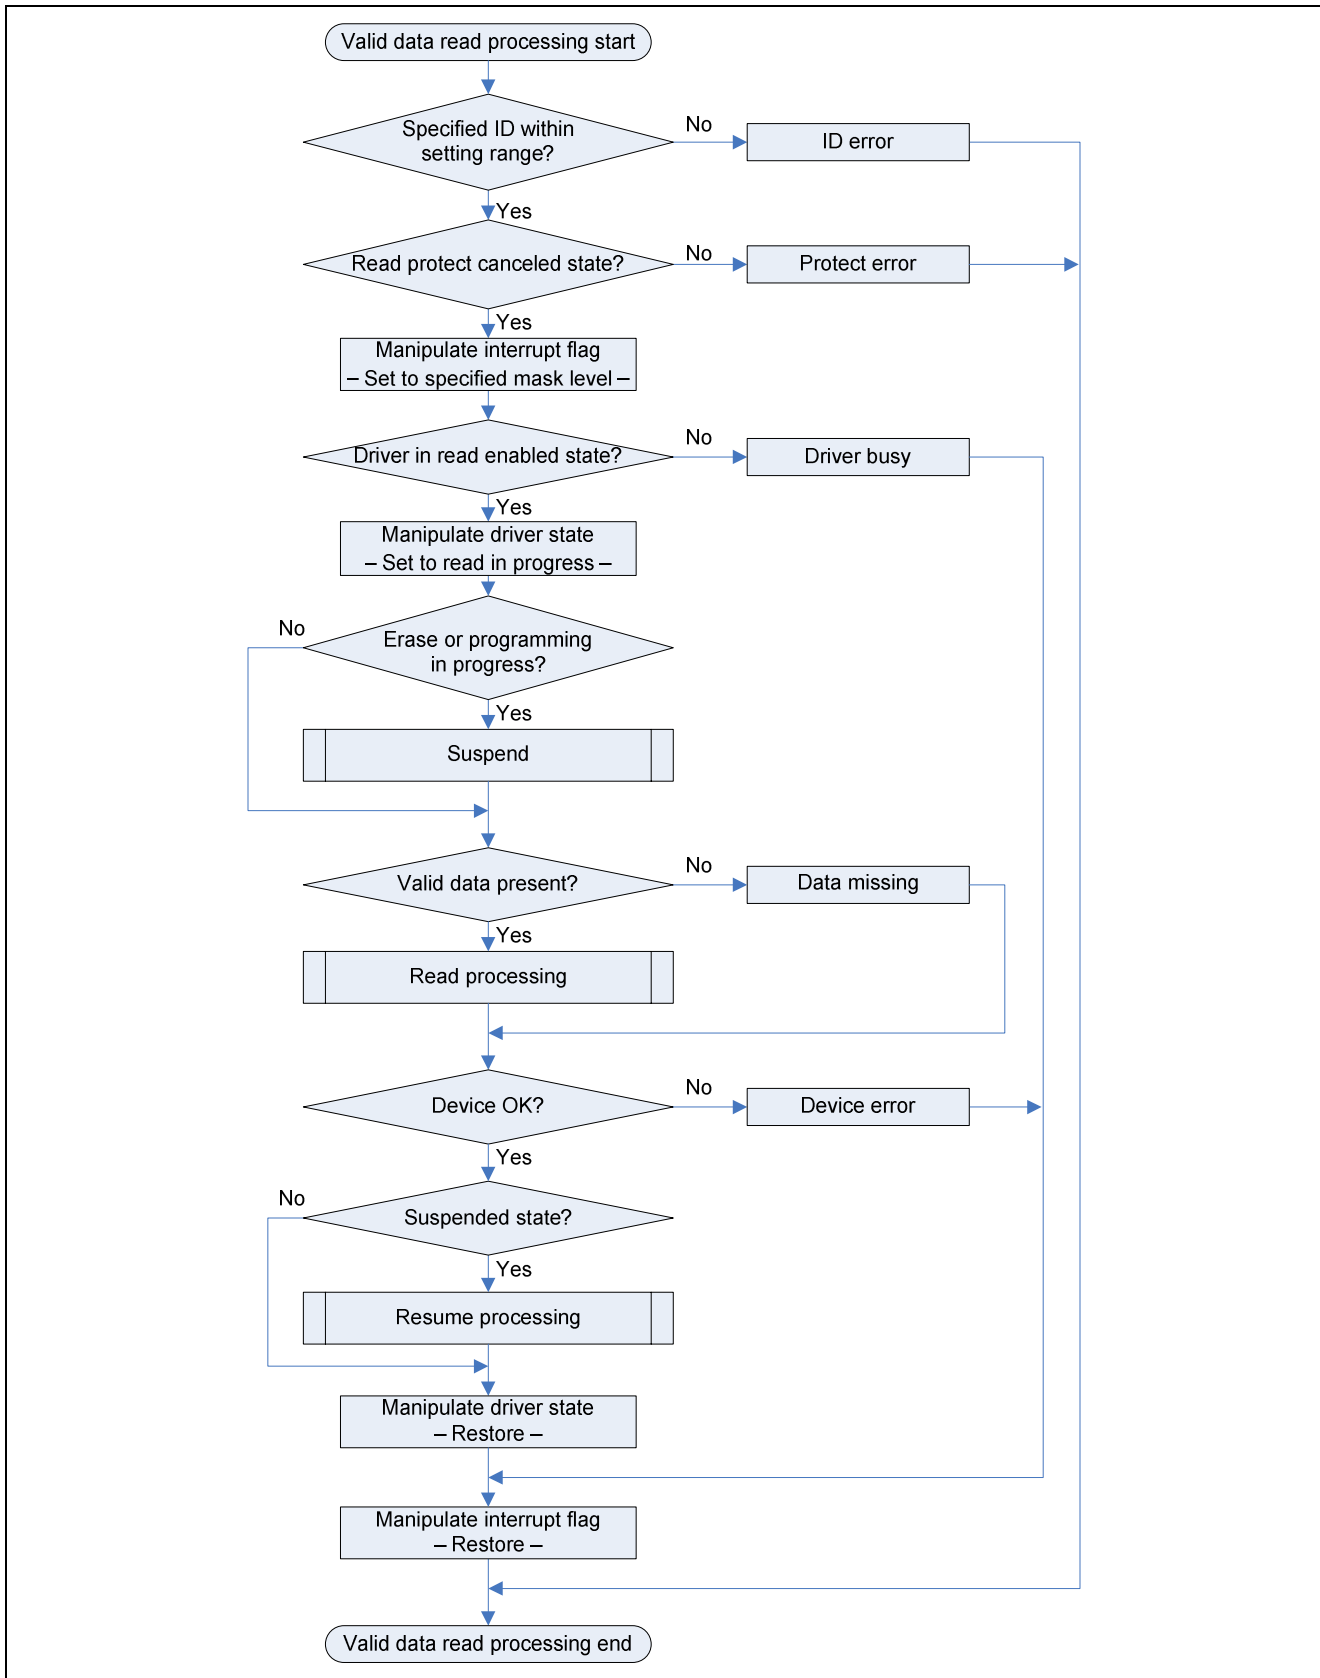 Valid data read processing start
Specified ID within
setting range?
No
ID error
Yes
Read protect canceled state?
No
Protect error
Yes
Manipulate interrupt flag
– Set to specified mask level –
Driver in read enabled state?
No
Driver busy
Yes
Manipulate driver state
– Set to read in progress –
No
Erase or programming
in progress?
Yes
Suspend
Valid data present?
No
Data missing
Yes
Read processing
Device OK?
No
Device error
Yes
No
Suspended state?
Yes
Resume processing
Manipulate driver state
– Restore –
Manipulate interrupt flag
– Restore –
Valid data read processing end